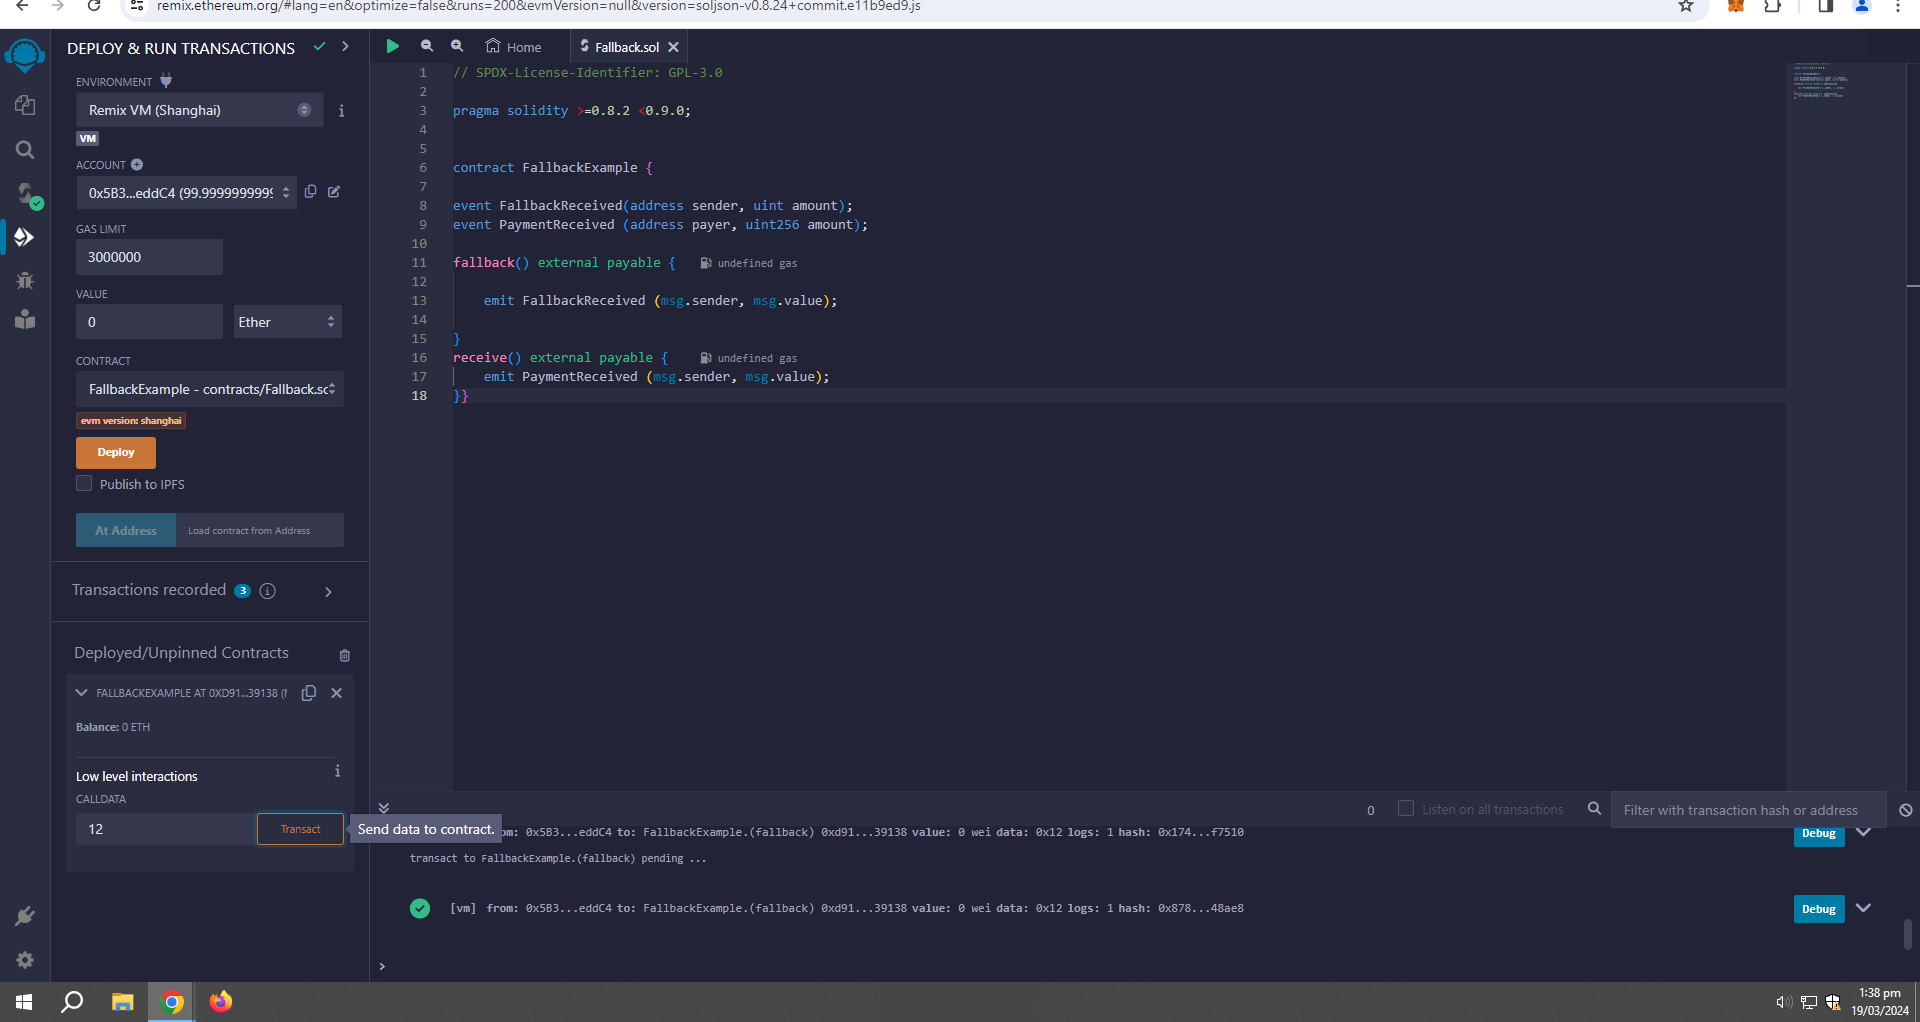 remix.ethereum.org/#lang=en&optimize=false&runs=200&evmVersion=null&version=soljson-v0.8.24+commit.e11b9ed9.js
DEPLOY & RUN TRANSACTIONS
ENVIRONMENT
Remix VM (Shanghai)
VM
ACCOUNT
0x5B3...eddC4 (99.9999999999
GAS LIMIT
3000000
VALUE
0
Ether
CONTRACT
FallbackExample - contracts/Fallback.sc
evm version: shanghai
Deploy
Publish to IPFS
At Address
Load contract from Address
Transactions recorded 3 i
Deployed/Unpinned Contracts
FALLBACKEXAMPLE AT 0XD91...39138 (
Balance: 0 ETH
Low level interactions
CALLDATA
12
Transact
Send data to contract.
Home
Fallback.sol
1 // SPDX-License-Identifier: GPL-3.0
2
3 pragma solidity >=0.8.2 <0.9.0;
4
5
6 contract FallbackExample {
7
8 event FallbackReceived(address sender, uint amount);
9 event PaymentReceived (address payer, uint256 amount);
10
11 fallback() external payable { undefined gas
12
13 emit FallbackReceived (msg.sender, msg.value);
14
15 }
16 receive() external payable { undefined gas
17 emit PaymentReceived (msg.sender, msg.value);
18 }}
0
Listen on all transactions
Filter with transaction hash or address
om: 0x5B3...eddC4 to: FallbackExample.(fallback) 0xd91...39138 value: 0 wei data: 0x12 logs: 1 hash: 0x174...f7510
Debug
transact to FallbackExample.(fallback) pending ...
[vm] from: 0x5B3...eddC4 to: FallbackExample.(fallback) 0xd91...39138 value: 0 wei data: 0x12 logs: 1 hash: 0x878...48ae8
Debug
>
1:38 pm
19/03/2024